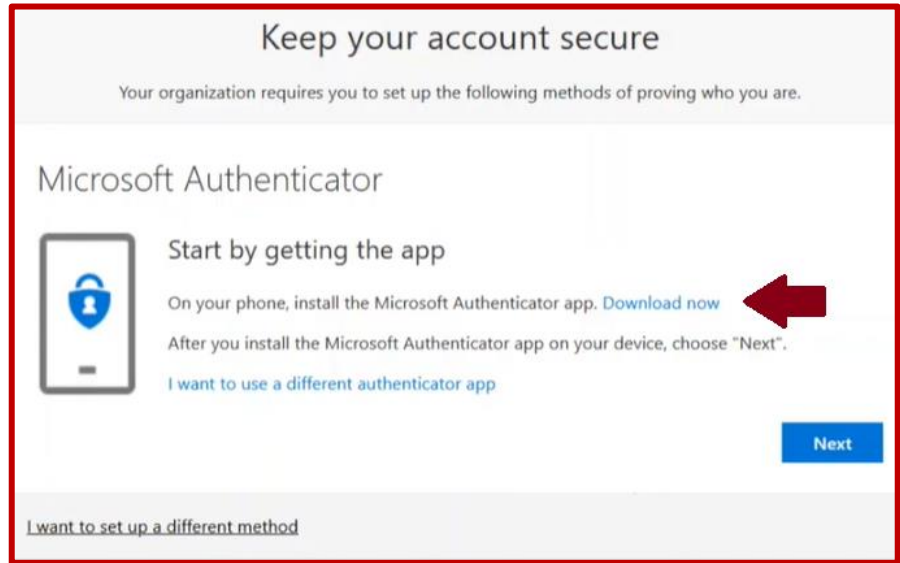 Keep your account secure
Your organization requires you to set up the following methods of proving who you are.
Microsoft Authenticator
Start by getting the app
On your phone, install the Microsoft Authenticator app. Download now
After you install the Microsoft Authenticator app on your device, choose "Next".
I want to use a different authenticator app
Next
I want to set up a different method